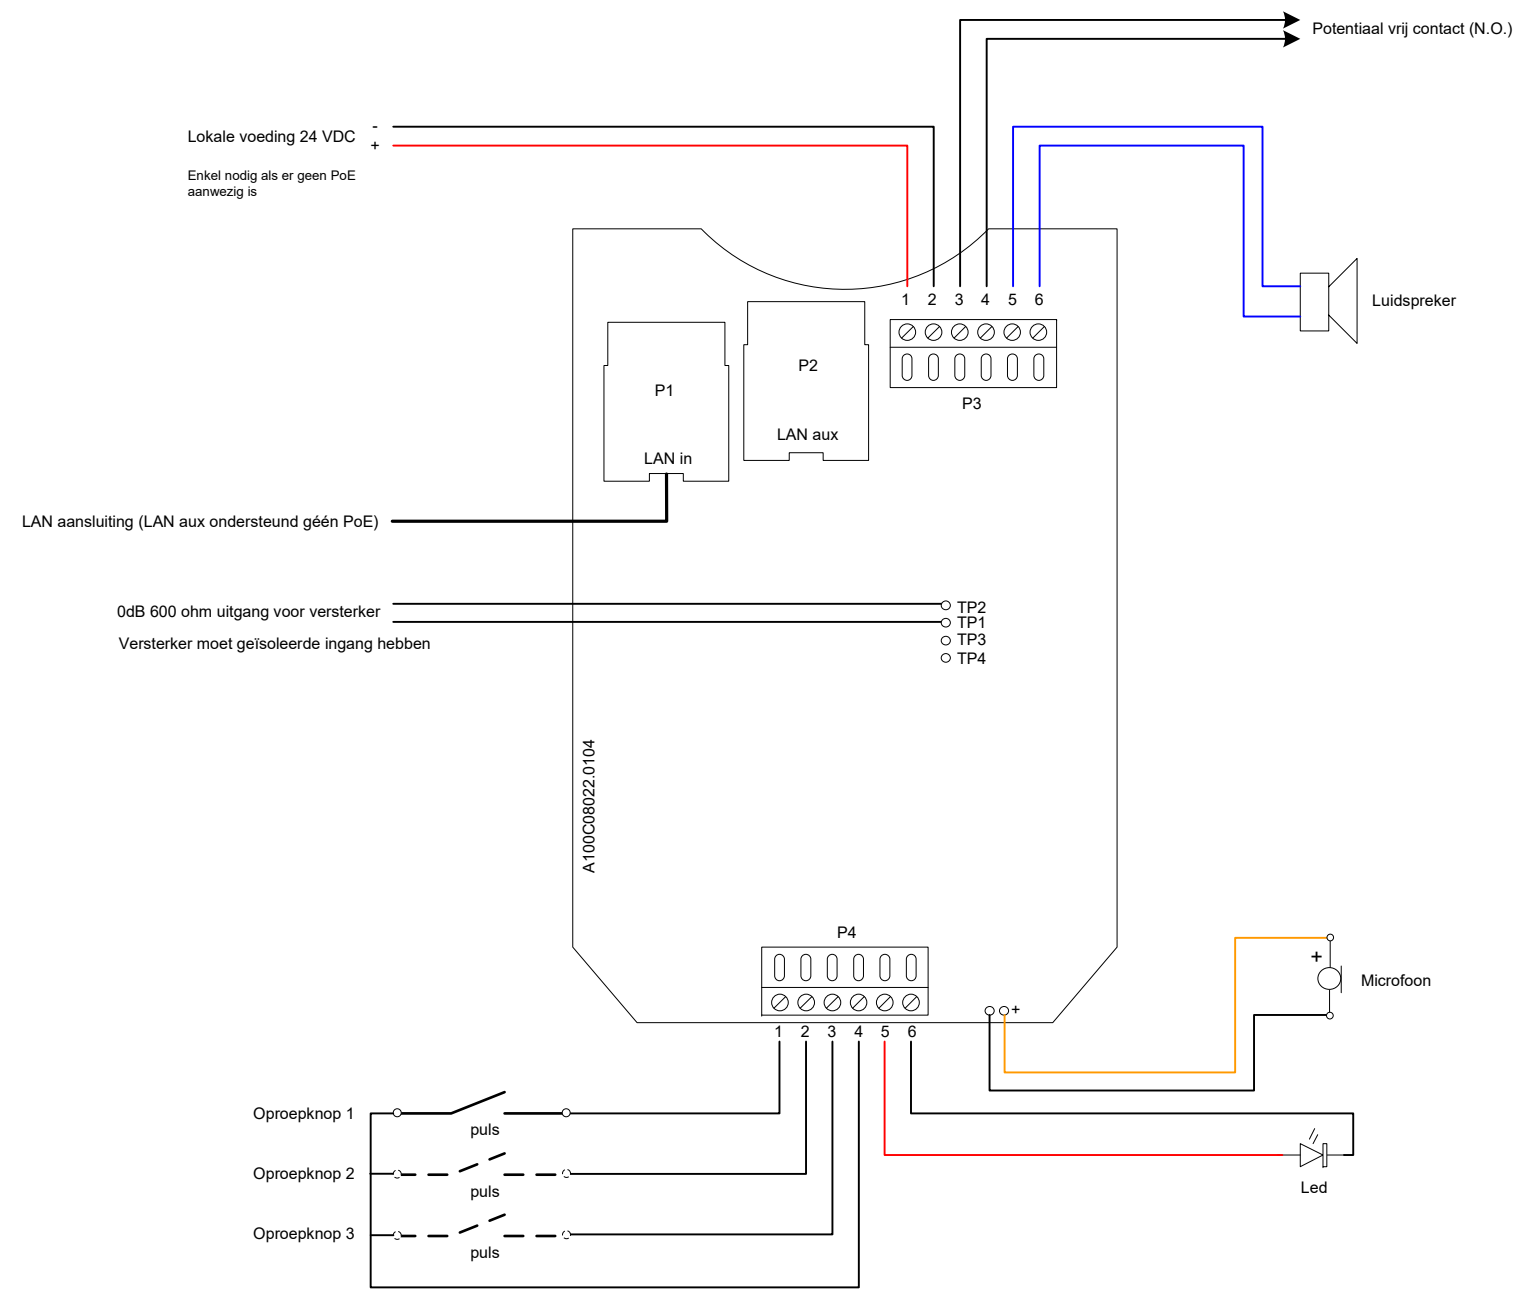 Potentiaal vrij contact (N.O.)
Lokale voeding 24 VDC
-
+
Enkel nodig als er geen PoE
aanwezig is
1 2 3 4 5 6
Luidspreker
P1
P2
P3
LAN aux
LAN in
LAN aansluiting (LAN aux ondersteund géén PoE)
0dB 600 ohm uitgang voor versterker
Versterker moet geïsoleerde ingang hebben
TP2
TP1
TP3
TP4
A100C08022.0104
P4
+
Microfoon
+
1 2 3 4 5 6
Oproepknop 1
puls
Oproepknop 2
puls
Oproepknop 3
puls
Led